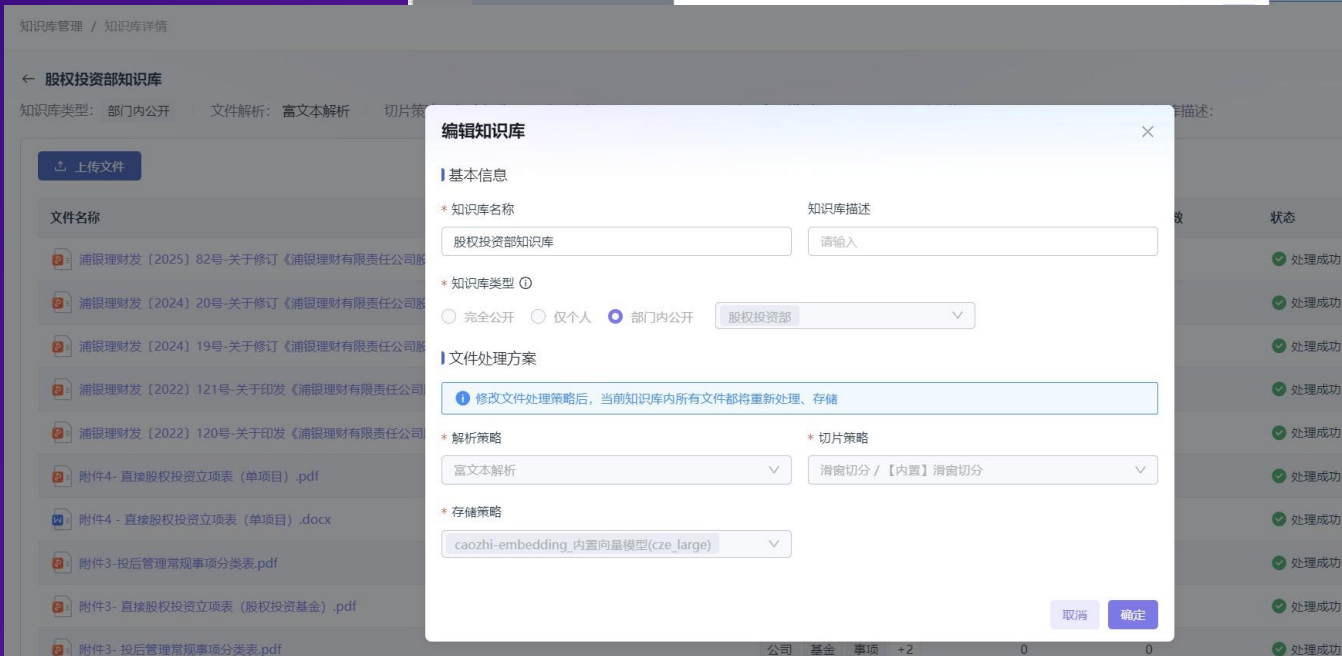 知识库管理 / 知识库详情
← 股权投资部知识库
知识库类型： 部门内公开 文件解析： 富文本解析 切片策
描述：
编辑知识库
上传文件
基本信息
文件名称
* 知识库名称 知识库描述
数 状态
股权投资部知识库 请输入
浦银理财发〔2025〕82号-关于修订《浦银理财有限责任公司股 处理成功
* 知识库类型
浦银理财发〔2024〕20号-关于修订《浦银理财有限责任公司股 处理成功
完全公开 仅个人 部门内公开 股权投资部
浦银理财发〔2024〕19号-关于修订《浦银理财有限责任公司股 处理成功
文件处理方案
浦银理财发〔2022〕121号-关于印发《浦银理财有限责任公司 处理成功
修改文件处理策略后，当前知识库内所有文件都将重新处理、存储
浦银理财发〔2022〕120号-关于印发《浦银理财有限责任公司 处理成功
* 解析策略 * 切片策略
富文本解析 滑窗切分 / 【内置】滑窗切分
附件4- 直接股权投资立项表（单项目）.pdf 处理成功
* 存储策略
附件4 - 直接股权投资立项表（单项目）.docx 处理成功
caozhi-embedding_内置向量模型(cze_large)
附件3-投后管理常规事项分类表.pdf 处理成功
附件3- 直接股权投资立项表（股权投资基金）.pdf 处理成功
取消 确定
附件3- 投后管理常规事项分类表.pdf 公司 基金 事项 +2 0 0 处理成功